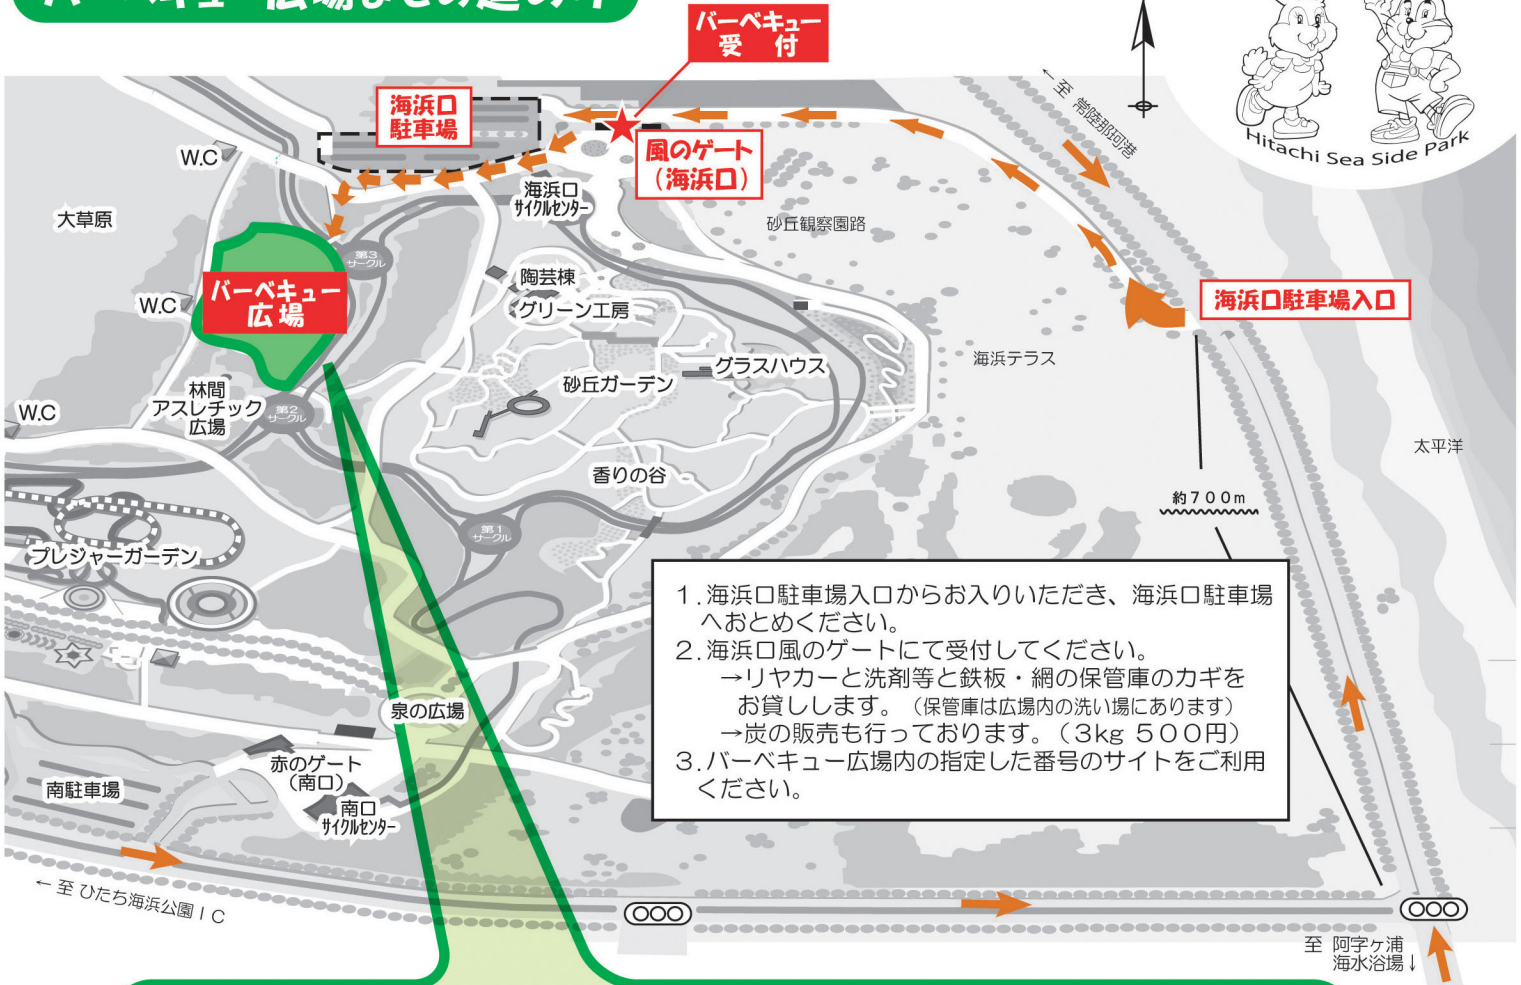 バーベキュー広場までの進み方
バーベキュー
受 付
← 至 常陸那珂港
Hitachi Sea Side Park
海浜口
駐車場
風のゲート
（海浜口）
W.C
大草原
海浜口
サイクルセンター
砂丘観察園路
第3
サークル
陶芸棟
グリーン工房
バーベキュー
広場
W.C
海浜口駐車場入口
海浜テラス
グラスハウス
砂丘ガーデン
林間
アスレチック
広場
第2
サークル
W.C
太平洋
香りの谷
約７００ｍ
第1
サークル
プレジャーガーデン
１.海浜口駐車場入口からお入りいただき、海浜口駐車場
へおとめください。
２.海浜口風のゲートにて受付してください。
→リヤカーと洗剤等と鉄板・網の保管庫のカギを
お貸しします。（保管庫は広場内の洗い場にあります）
→炭の販売も行っております。（３kg ５００円）
３.バーベキュー広場内の指定した番号のサイトをご利用
ください。
泉の広場
赤のゲート
（南口）
南駐車場
南口
サイクルセンター
← 至 ひたち海浜公園ＩＣ
至 阿字ヶ浦
海水浴場↓